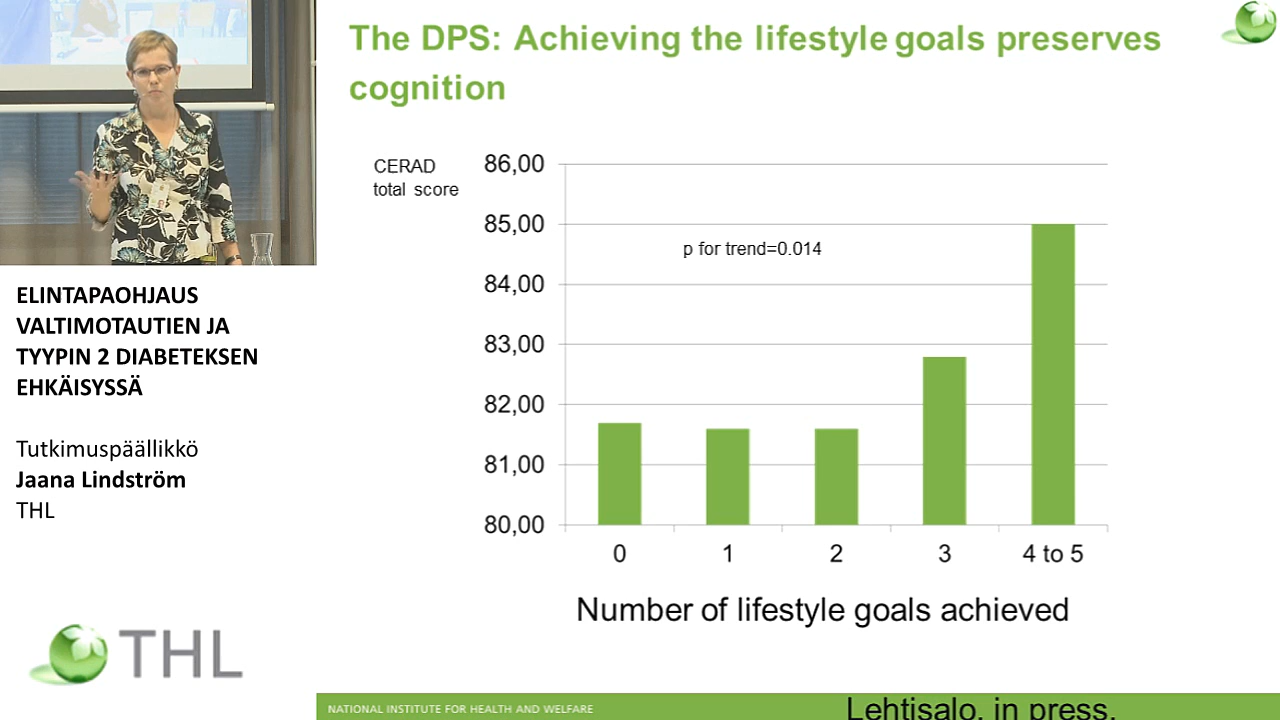 The DPS: Achieving the lifestyle goals preserves
cognition
CERAD
total score
86,00
85,00
84,00
83,00
82,00
81,00
80,00
p for trend=0.014
0 1 2 3 4 to 5
Number of lifestyle goals achieved
ELINTAPAOHJAUS
VALTIMOTAUTIEN JA
TYYPIN 2 DIABETEKSEN
EHKÄISYSSÄ
Tutkimuspäällikkö
Jaana Lindström
THL
THL
NATIONAL INSTITUTE FOR HEALTH AND WELFARE
Lehtisalo, in press.